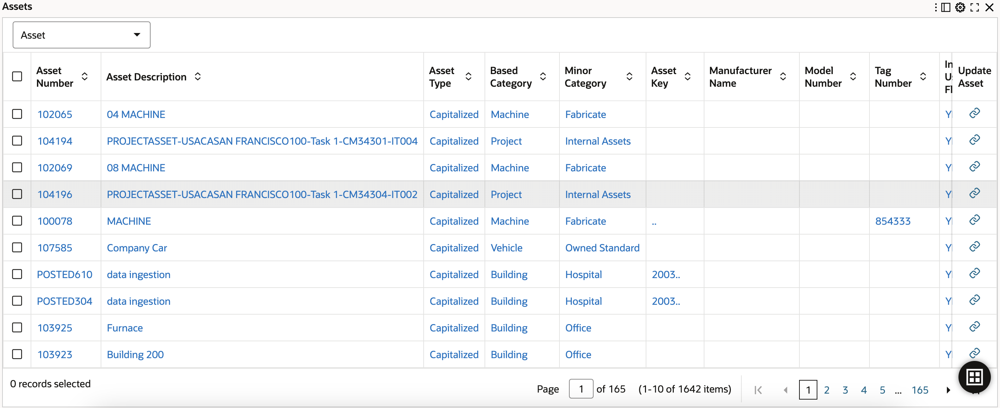 Assets
Asset
Asset Number Asset Description Asset Type Based Category Minor Category Asset Key Manufacturer Name Model Number Tag Number Update Asset
102065 04 MACHINE Capitalized Machine Fabricate
104194 PROJECTASSET-USACASAN FRANCISCO100-Task 1-CM34301-IT004 Capitalized Project Internal Assets
102069 08 MACHINE Capitalized Machine Fabricate
104196 PROJECTASSET-USACASAN FRANCISCO100-Task 1-CM34304-IT002 Capitalized Project Internal Assets
100078 MACHINE Capitalized Machine Fabricate .. 854333
107585 Company Car Capitalized Vehicle Owned Standard
POSTED610 data ingestion Capitalized Building Hospital 2003..
POSTED304 data ingestion Capitalized Building Hospital 2003..
103925 Furnace Capitalized Building Office
103923 Building 200 Capitalized Building Office
0 records selected
Page 1 of 165 (1-10 of 1642 items) 1 2 3 4 5 ... 165